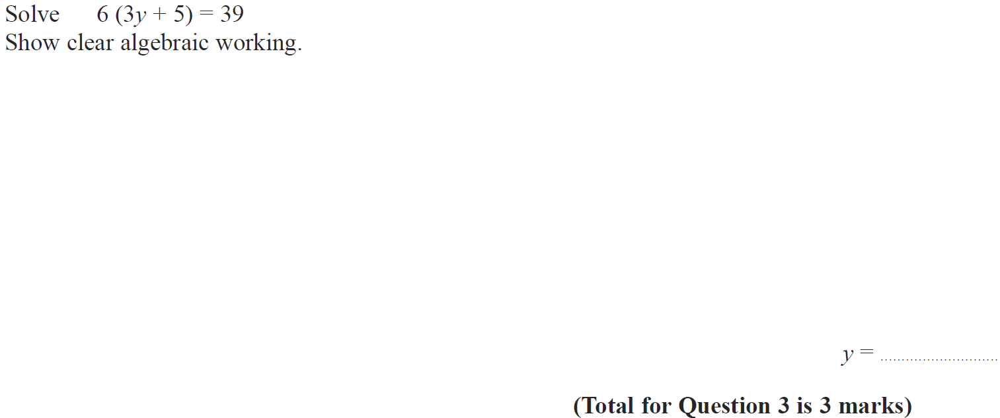 Solve 6 (3y + 5) = 39
Show clear algebraic working.
y = ............................
(Total for Question 3 is 3 marks)